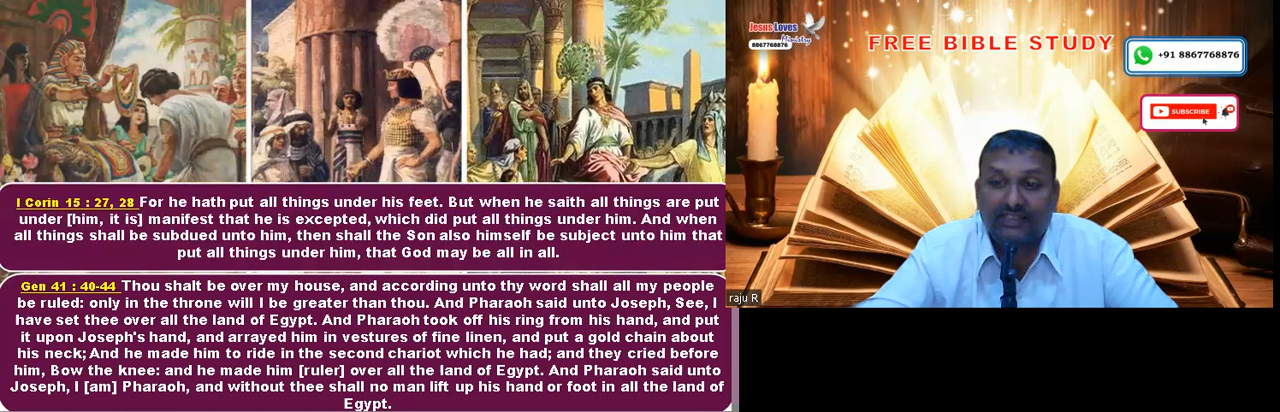 I Corin 15 : 27, 28 For he hath put all things under his feet. But when he saith all things are put
under [him, it is] manifest that he is excepted, which did put all things under him. And when
all things shall be subdued unto him, then shall the Son also himself be subject unto him that
put all things under him, that God may be all in all.
Gen 41 : 40-44 Thou shalt be over my house, and according unto thy word shall all my people
be ruled: only in the throne will I be greater than thou. And Pharaoh said unto Joseph, See, I
have set thee over all the land of Egypt. And Pharaoh took off his ring from his hand, and put
it upon Joseph's hand, and arrayed him in vestures of fine linen, and put a gold chain about
his neck; And he made him to ride in the second chariot which he had; and they cried before
him, Bow the knee: and he made him [ruler] over all the land of Egypt. And Pharaoh said unto
Joseph, I [am] Pharaoh, and without thee shall no man lift up his hand or foot in all the land of
Egypt.
Jesus Loves
Ministry
8867768876
FREE BIBLE STUDY
+91 8867768876
SUBSCRIBE
raju R